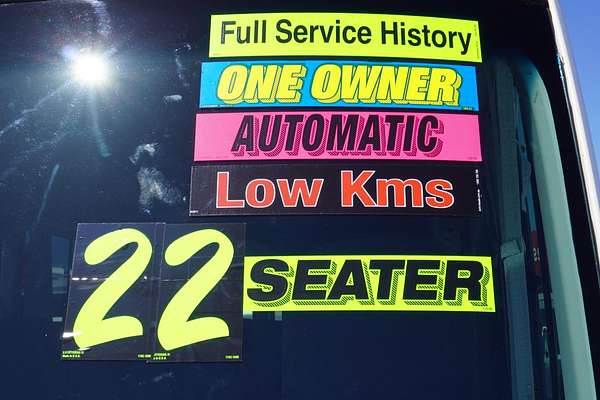 Full Service History
ONE OWNER
AUTOMATIC
Low Kms
22 SEATER